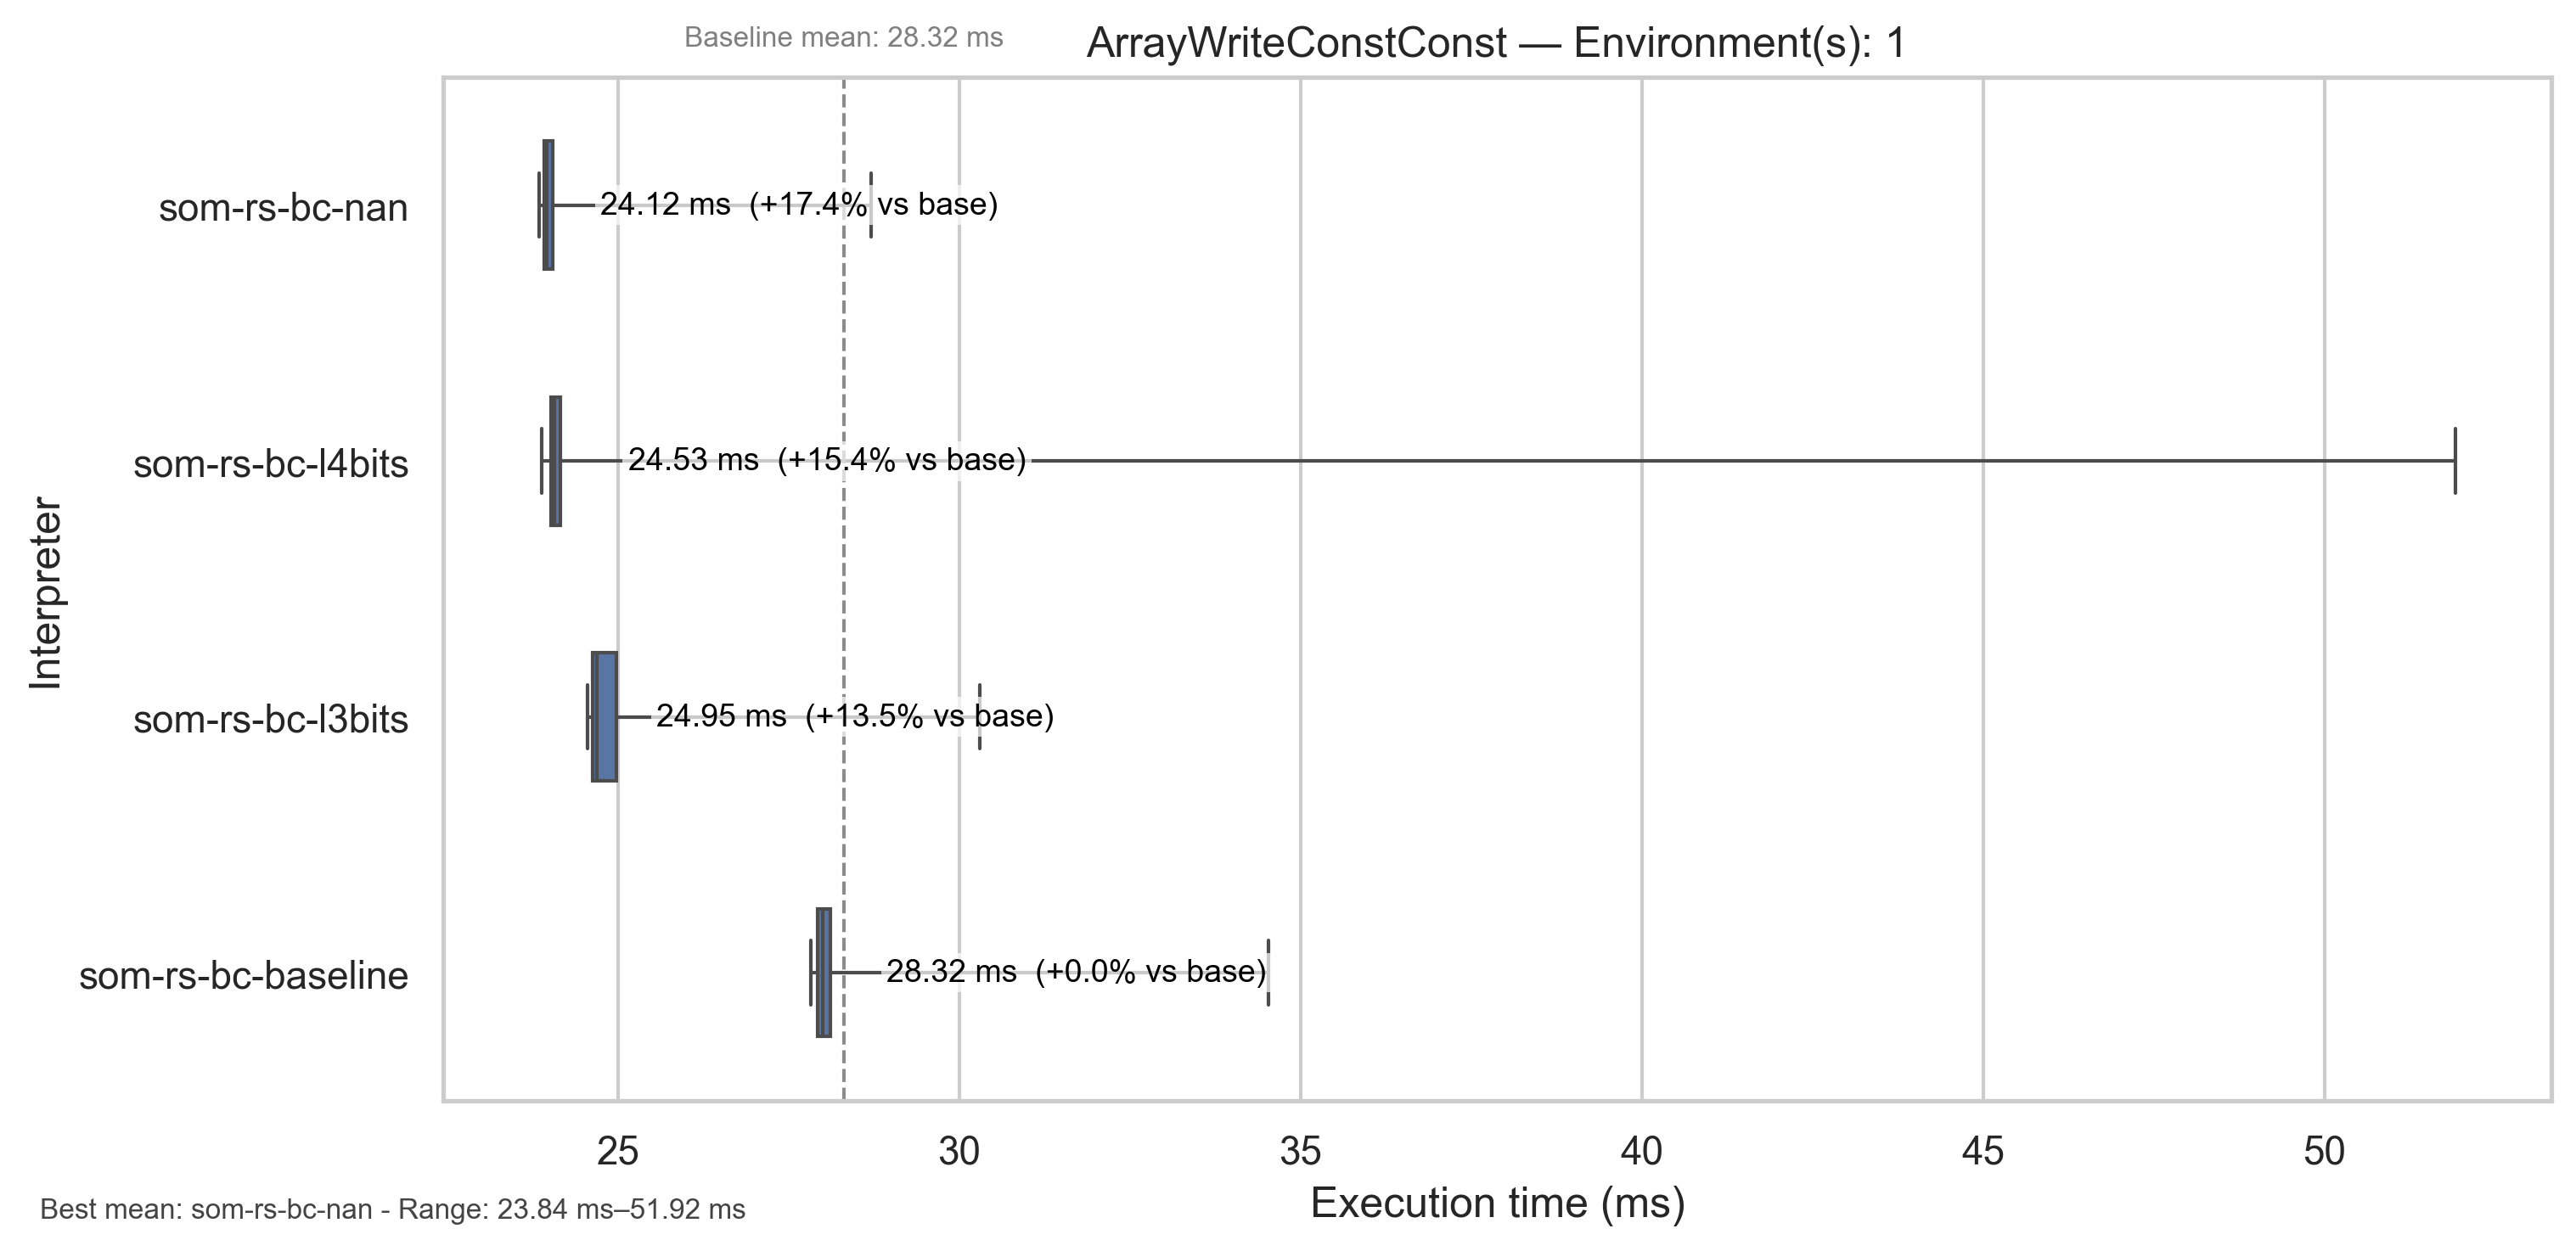 Baseline mean: 28.32 ms
ArrayWriteConstConst — Environment(s): 1
som-rs-bc-nan
24.12 ms  (+17.4% vs base)
som-rs-bc-l4bits
24.53 ms  (+15.4% vs base)
som-rs-bc-l3bits
24.95 ms  (+13.5% vs base)
som-rs-bc-baseline
28.32 ms  (+0.0% vs base)
Interpreter
25 30 35 40 45 50
Execution time (ms)
Best mean: som-rs-bc-nan - Range: 23.84 ms–51.92 ms